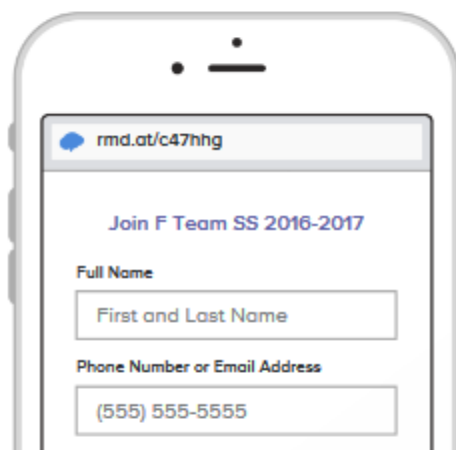 rmd.at/c47hhg
Join F Team SS 2016-2017
Full Name
First and Last Name
Phone Number or Email Address
(555) 555-5555